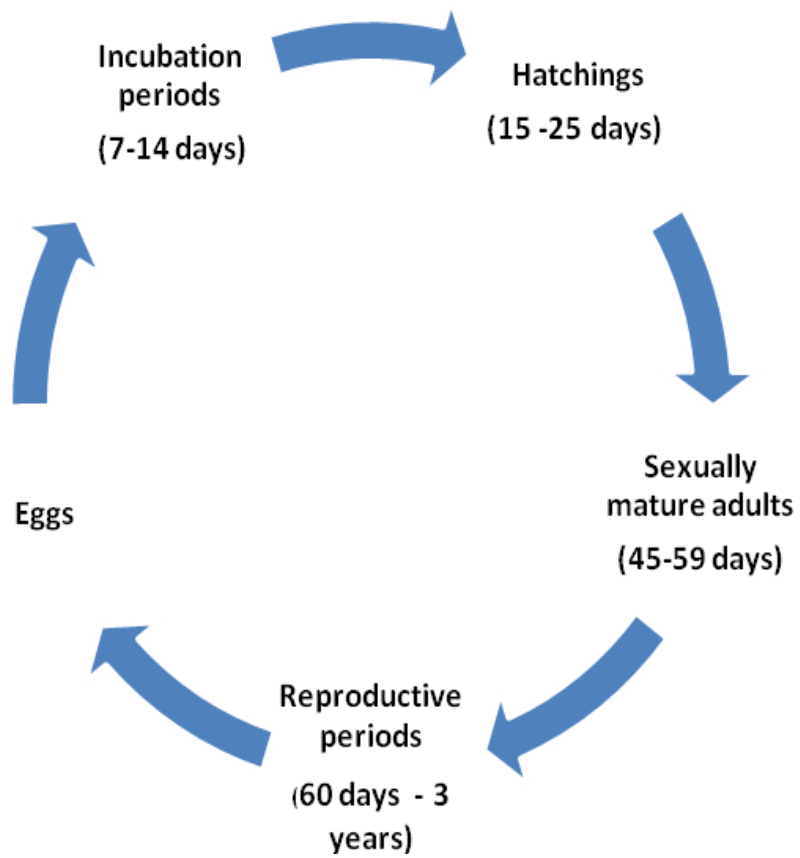 Incubation
periods
(7-14 days)
Hatchings
(15 -25 days)
Sexually
mature adults
(45-59 days)
Reproductive
periods
(60 days - 3
years)
Eggs